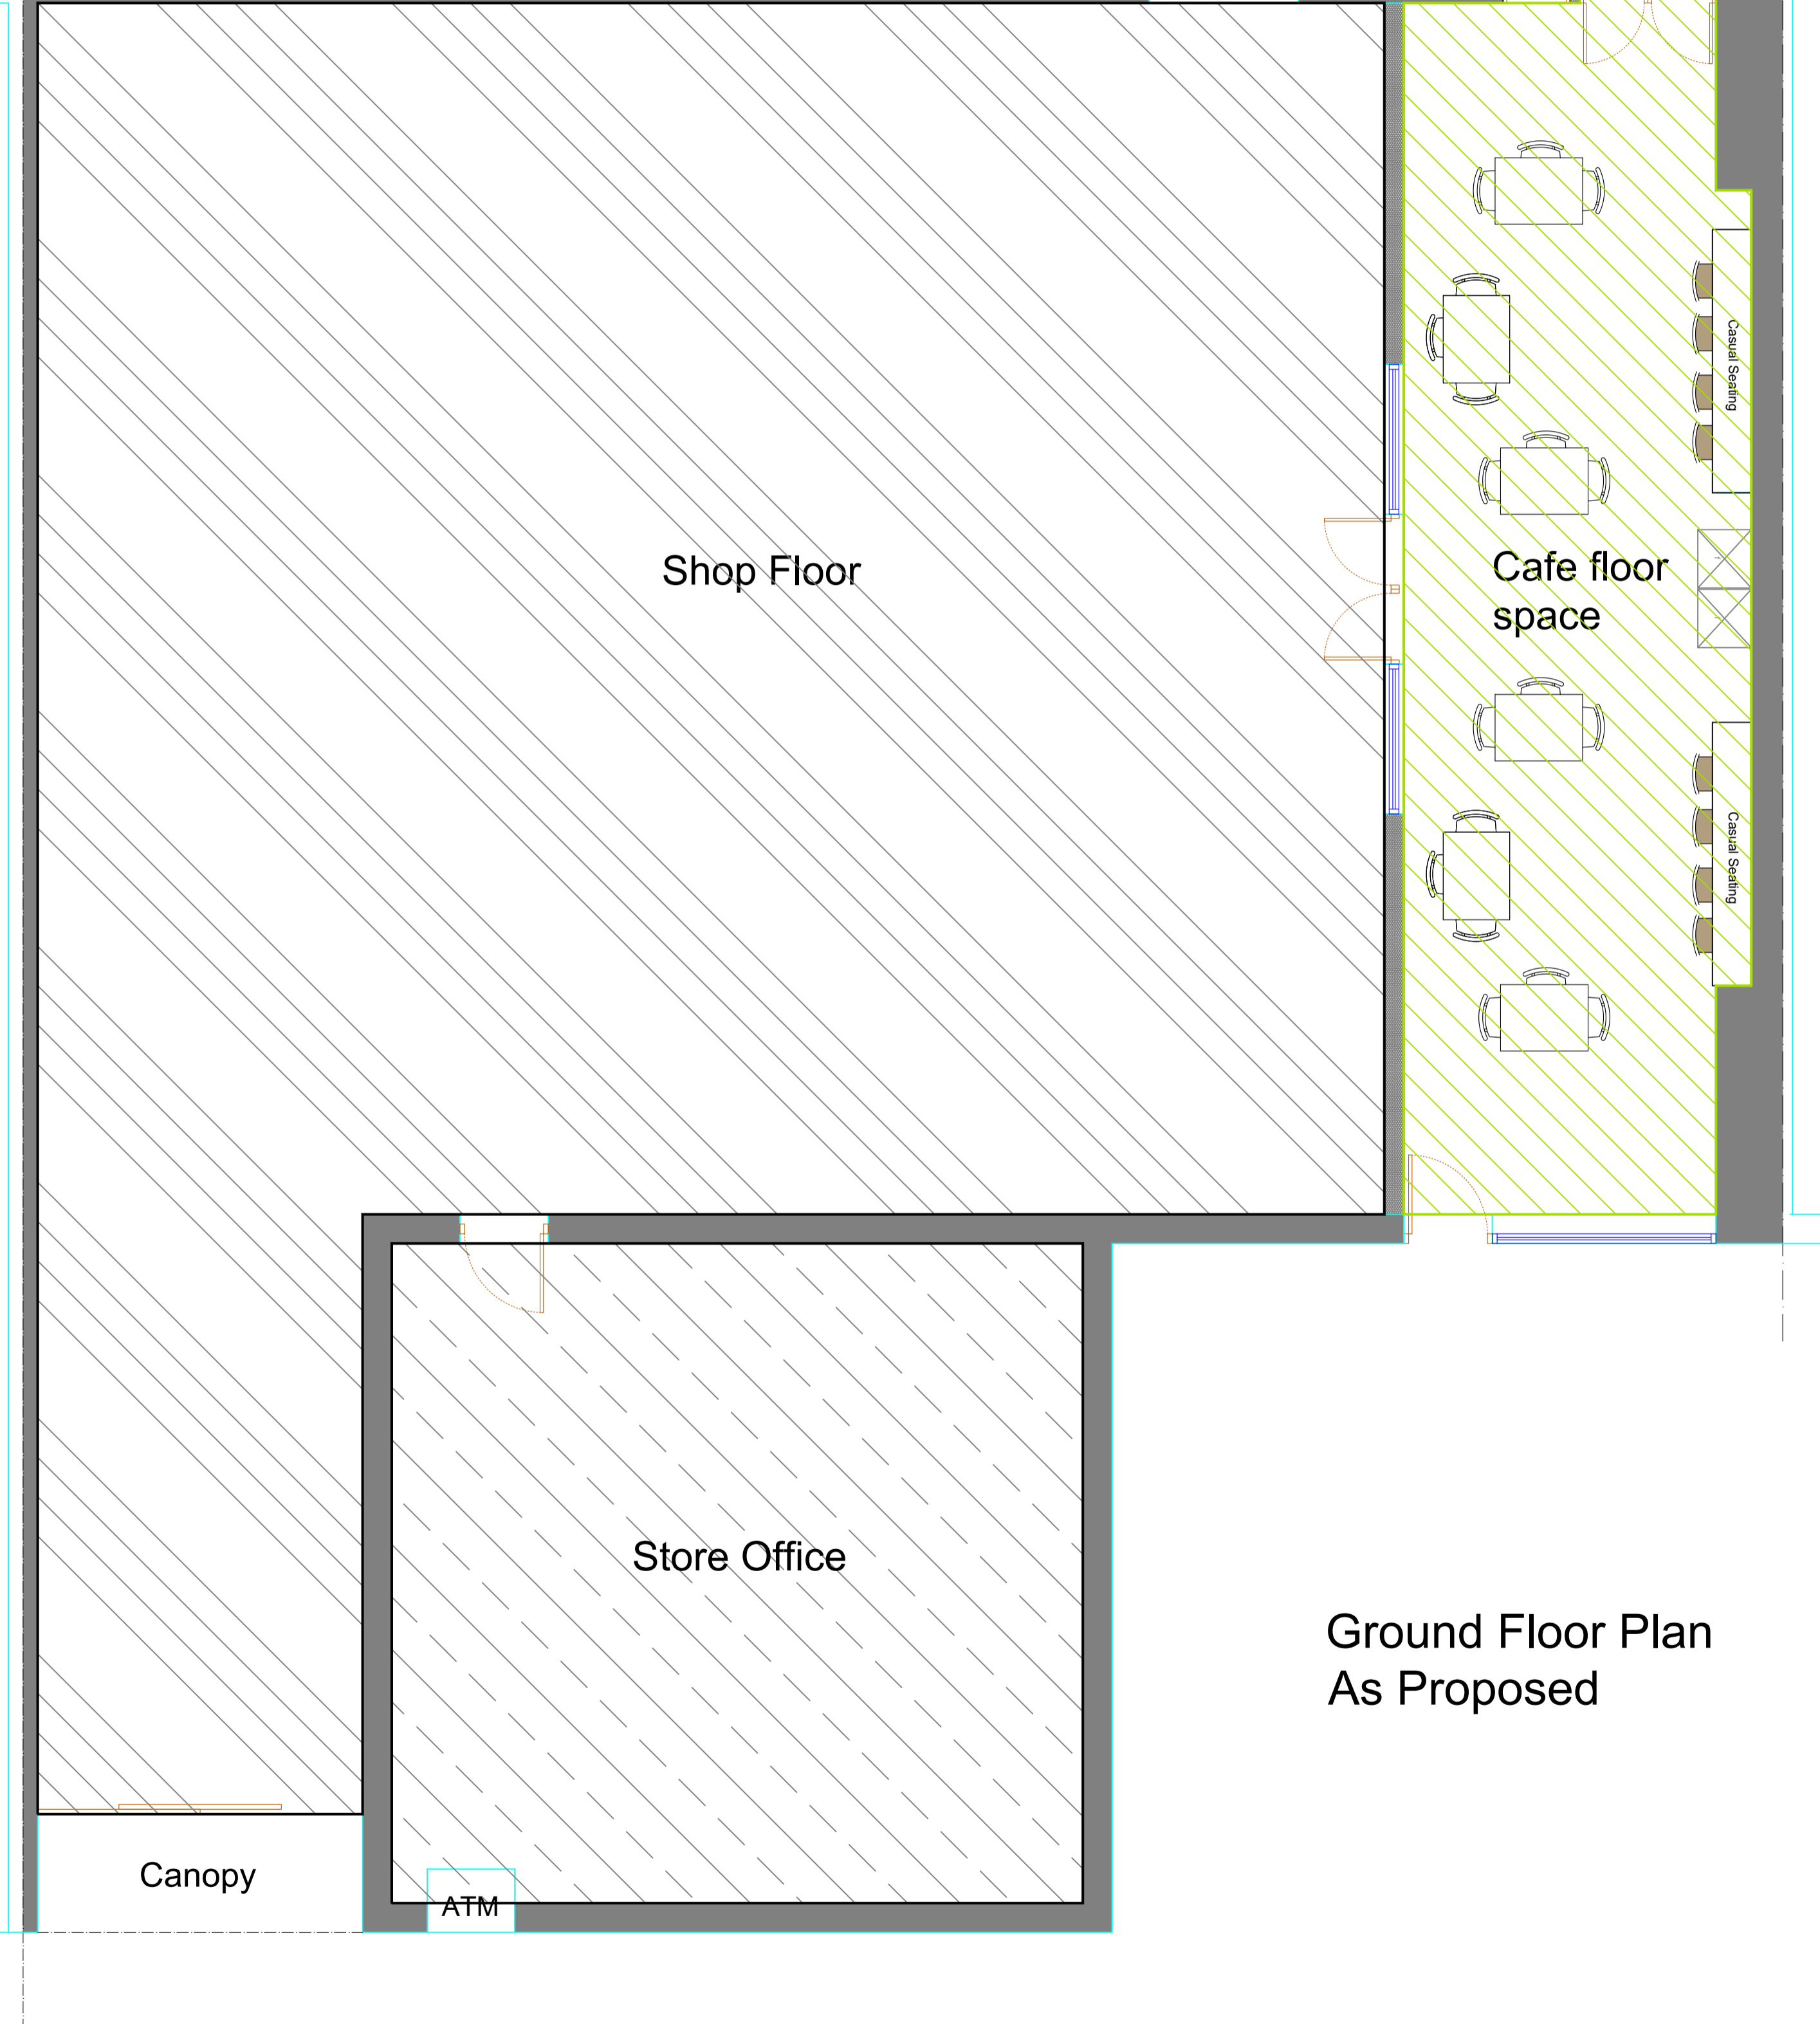 Shop Floor
Cafe floor
space
Casual Seating
Casual Seating
Store Office
Ground Floor Plan
As Proposed
Canopy
ATM